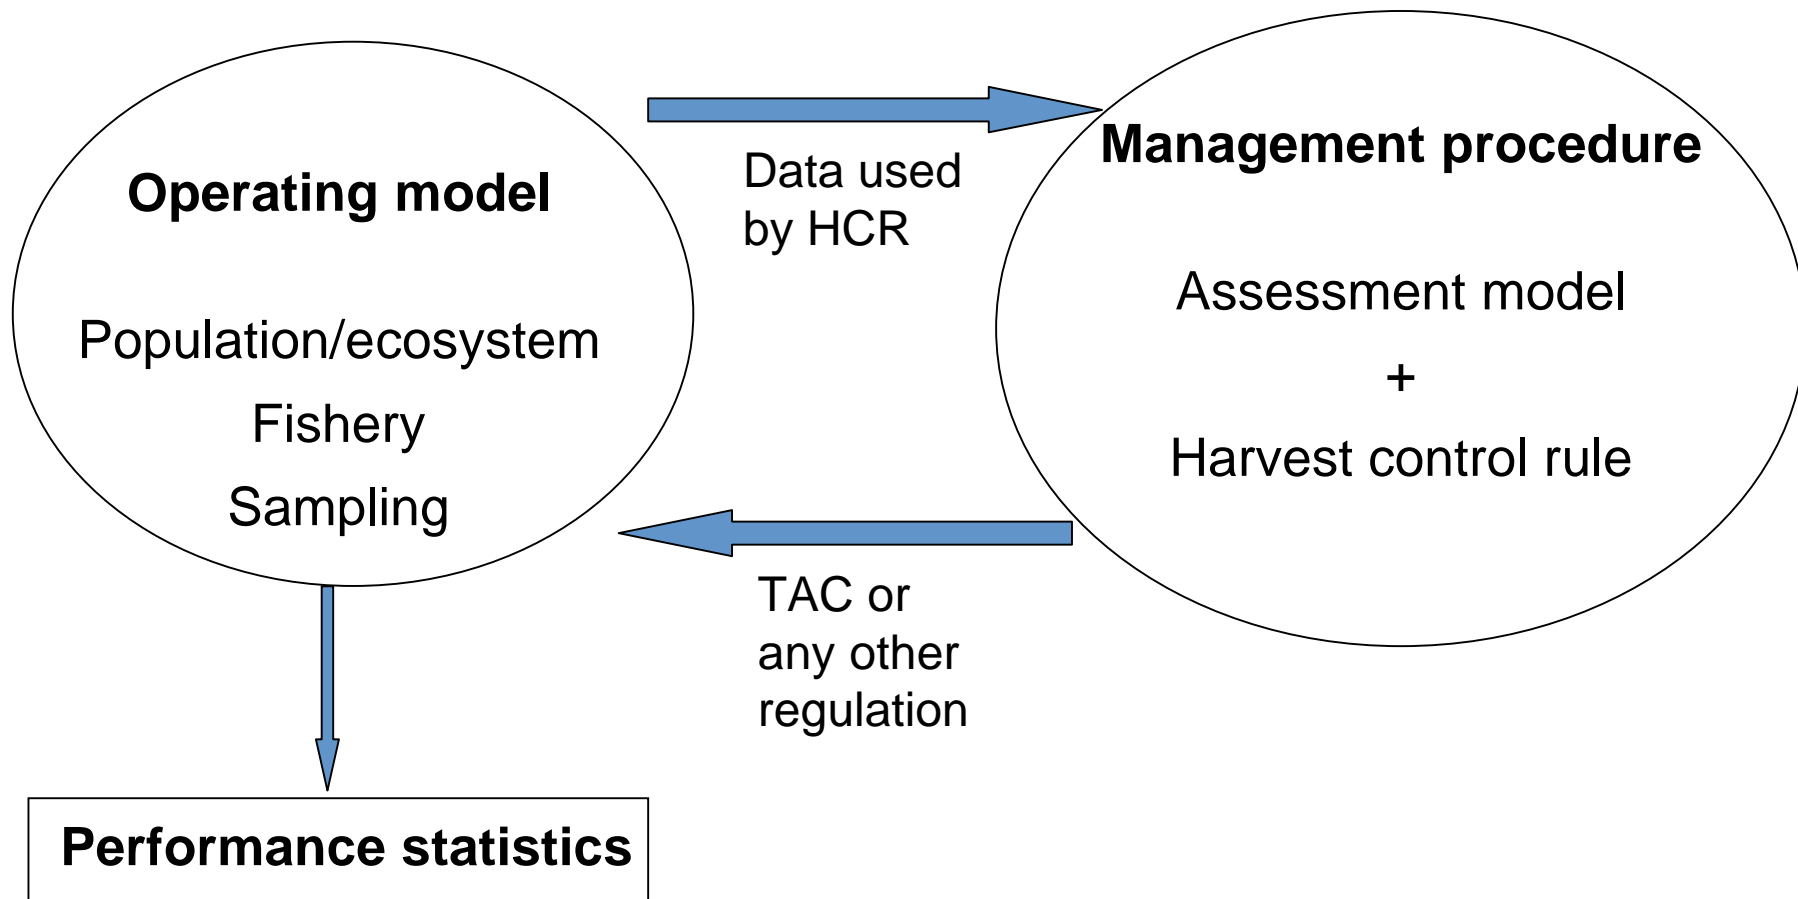 Operating model
Population/ecosystem
Fishery
Sampling
Data used
by HCR
Management procedure
Assessment model
+
Harvest control rule
TAC or
any other
regulation
Performance statistics